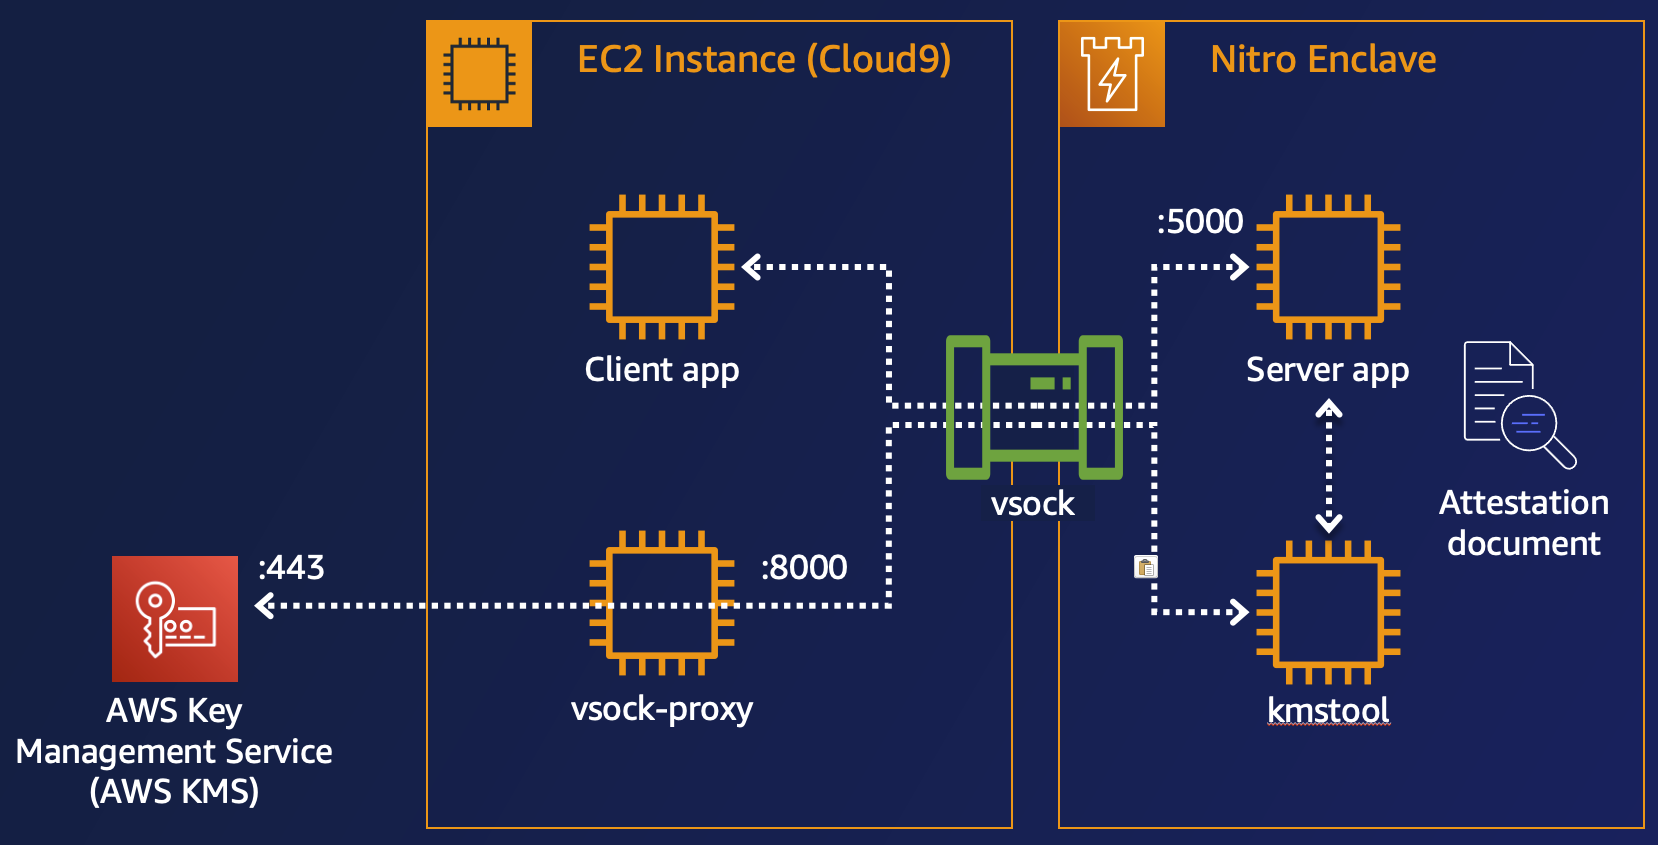 EC2 Instance (Cloud9)
Nitro Enclave
:5000
Client app
Server app
vsock
Attestation
document
:443
:8000
vsock-proxy
kmstool
AWS Key
Management Service
(AWS KMS)